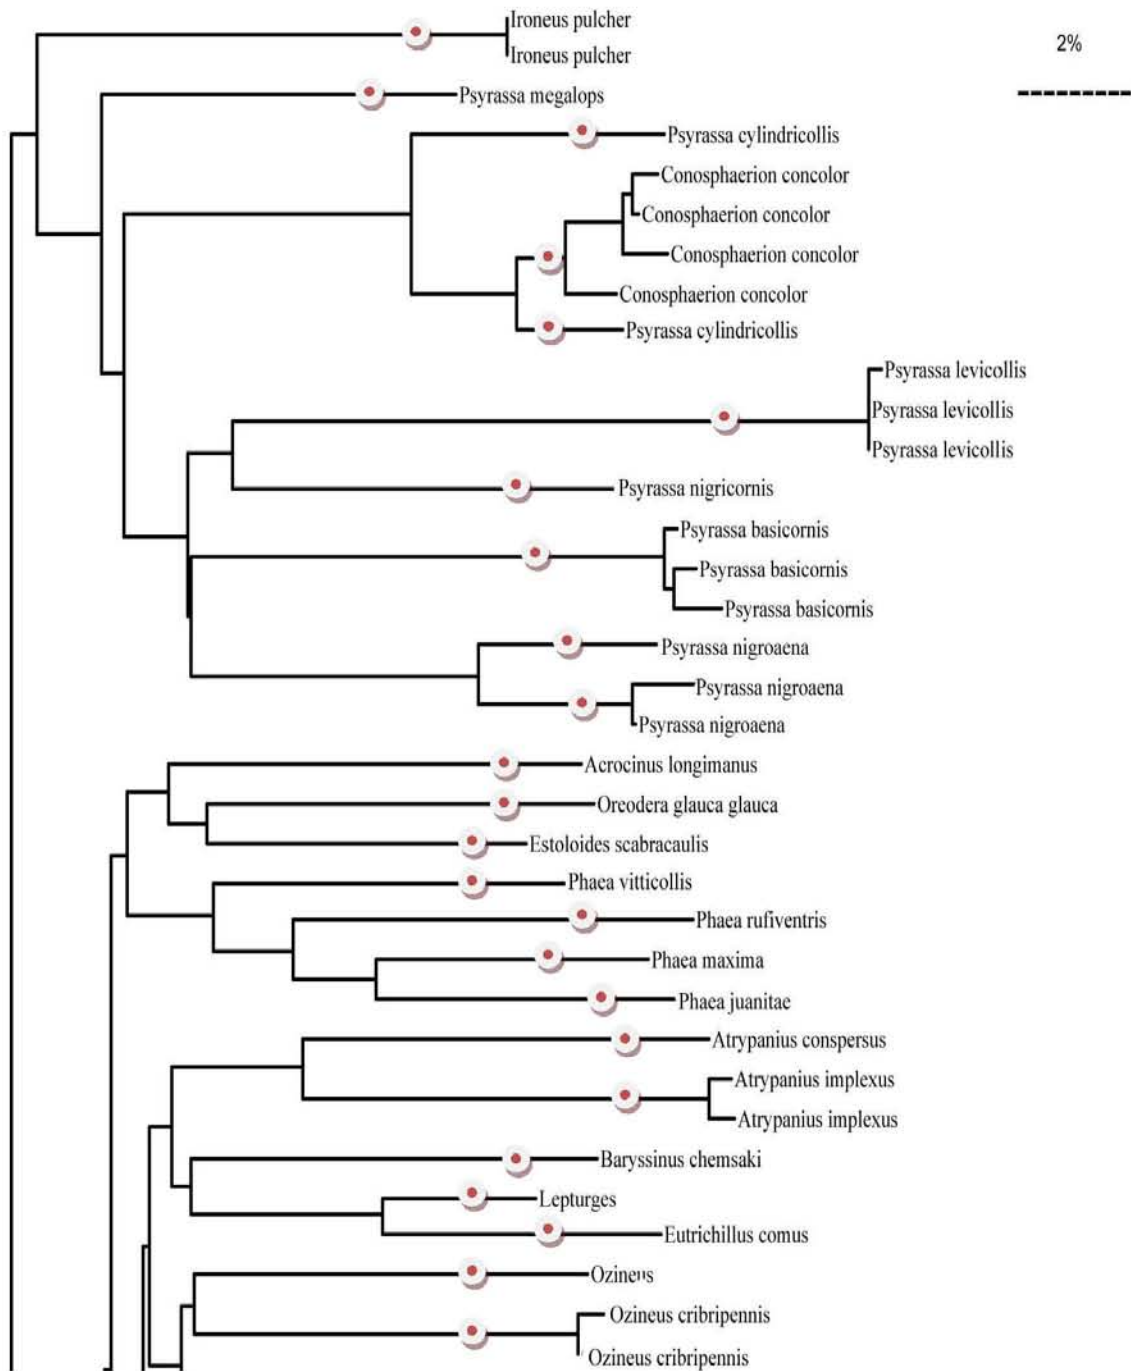 Ironeus pulcher
2%
Ironeus pulcher
Psyrassa megalops
Psyrassa cylindricollis
Conosphaerion concolor
Conosphaerion concolor
Conosphaerion concolor
Conosphaerion concolor
Psyrassa cylindricollis
Psyrassa levicollis
Psyrassa levicollis
Psyrassa levicollis
Psyrassa nigricornis
Psyrassa basicornis
Psyrassa basicornis
Psyrassa basicornis
Psyrassa nigroaena
Psyrassa nigroaena
Psyrassa nigroaena
Acrocinus longimanus
Oreodera glauca glauca
Estoloides scabracaulis
Phaea vitticollis
Phaea rufiventris
Phaea maxima
Phaea juanitae
Atrypanius conspersus
Atrypanius implexus
Atrypanius implexus
Baryssinus chemsaki
Lepturges
Eutrichillus comus
Ozineus
Ozineus cribripennis
Ozineus cribripennis